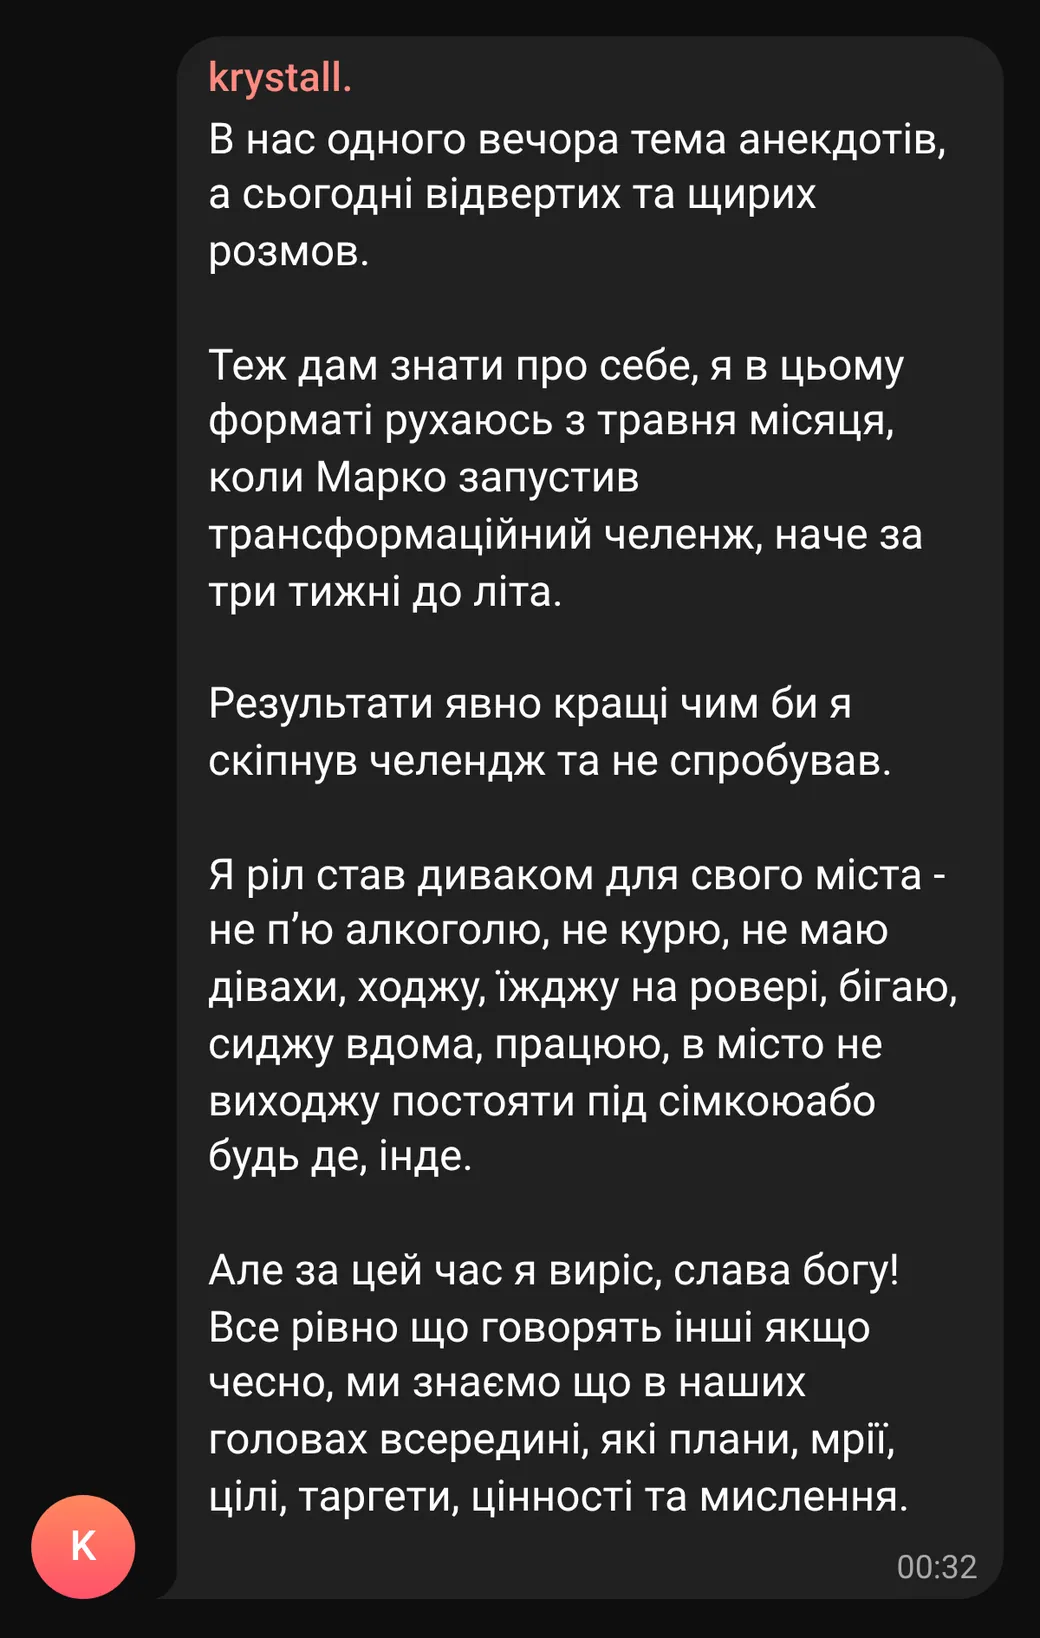 krystall.
В нас одного вечора тема анекдотів,
а сьогодні відвертих та щирих
розмов.
Теж дам знати про себе, я в цьому
форматі рухаюсь з травня місяця,
коли Марко запустив
трансформаційний челенж, наче за
три тижні до літа.
Результати явно кращі чим би я
скіпнув челендж та не спробував.
Я ріл став диваком для свого міста -
не п’ю алкоголю, не курю, не маю
дівахи, ходжу, їжджу на ровері, бігаю,
сиджу вдома, працюю, в місто не
виходжу постояти під сімкоюабо
будь де, інде.
Але за цей час я виріс, слава богу!
Все рівно що говорять інші якщо
чесно, ми знаємо що в наших
головах всередині, які плани, мрії,
цілі, таргети, цінності та мислення.
K
00:32